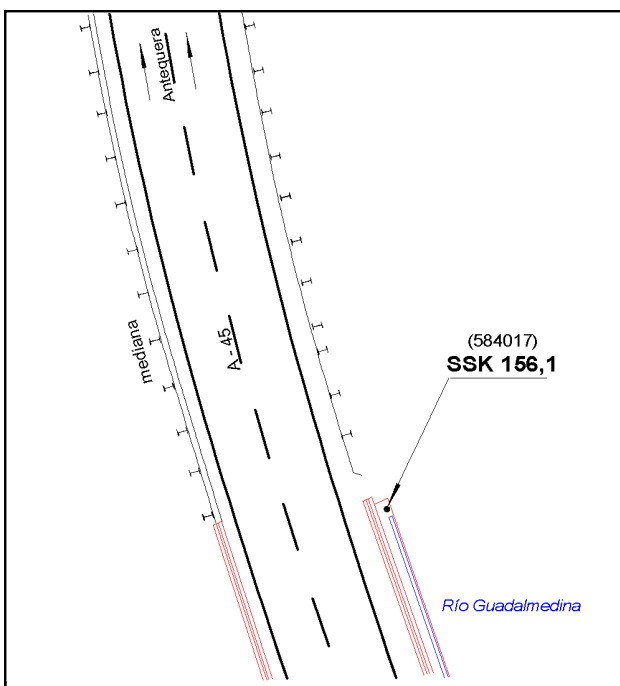 Antequera
mediana
A - 45
(584017)
SSK 156,1
Río Guadalmedina